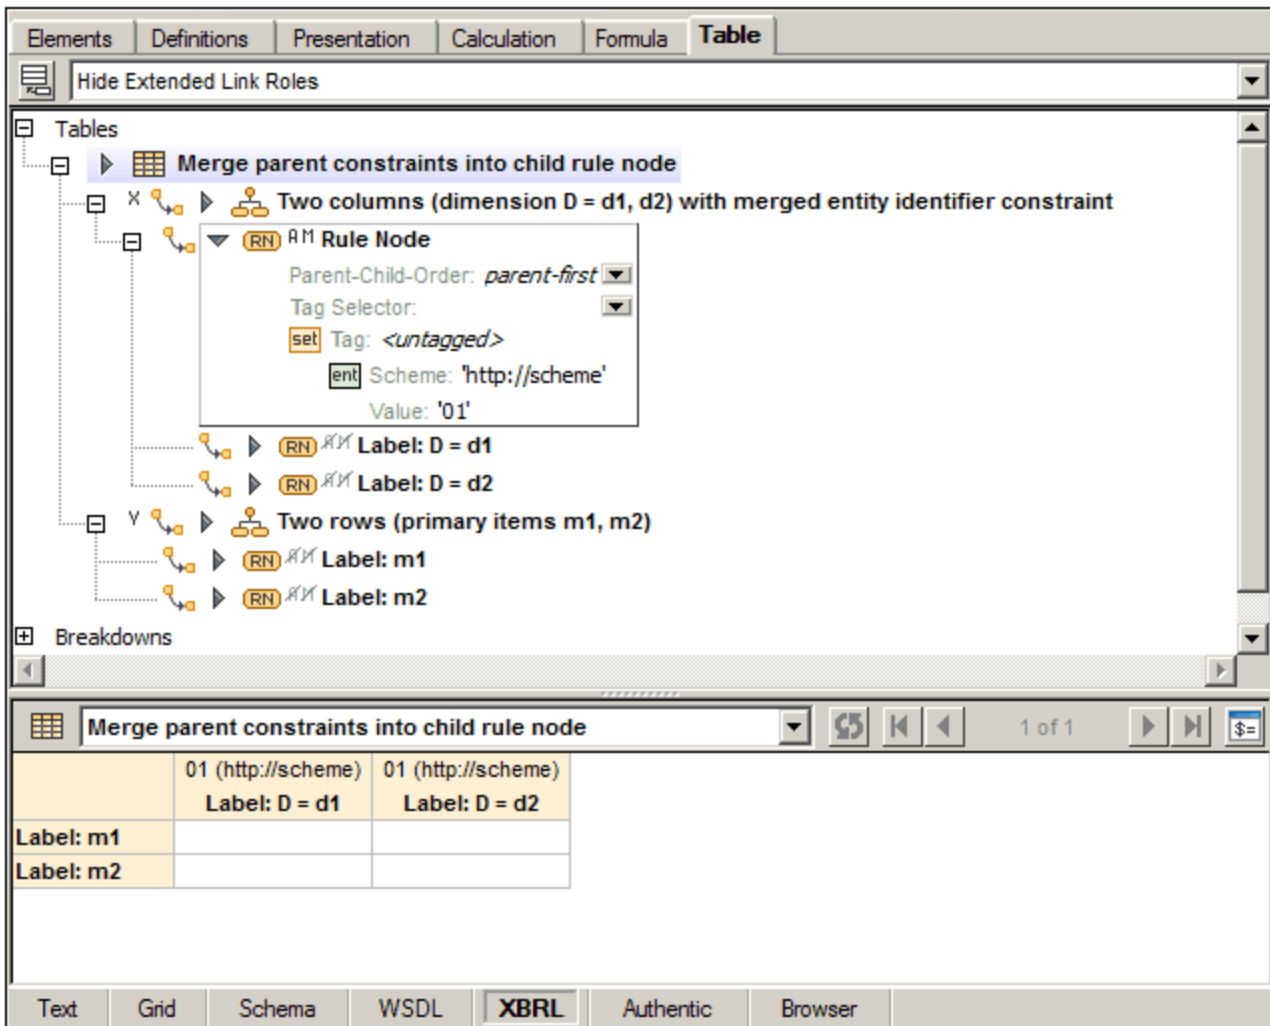 Elements Definitions Presentation Calculation Formula Table
Hide Extended Link Roles
Tables
Merge parent constraints into child rule node
X Two columns (dimension D = d1, d2) with merged entity identifier constraint
RN A M Rule Node
Parent-Child-Order: parent-first
Tag Selector:
set Tag: <untagged>
ent Scheme: 'http://scheme'
Value: '01'
RN A M Label: D = d1
RN A M Label: D = d2
Y Two rows (primary items m1, m2)
RN A M Label: m1
RN A M Label: m2
Breakdowns
Merge parent constraints into child rule node 1 of 1 $=
01 (http://scheme) 01 (http://scheme)
Label: D = d1 Label: D = d2
Label: m1
Label: m2
Text Grid Schema WSDL XBRL Authentic Browser